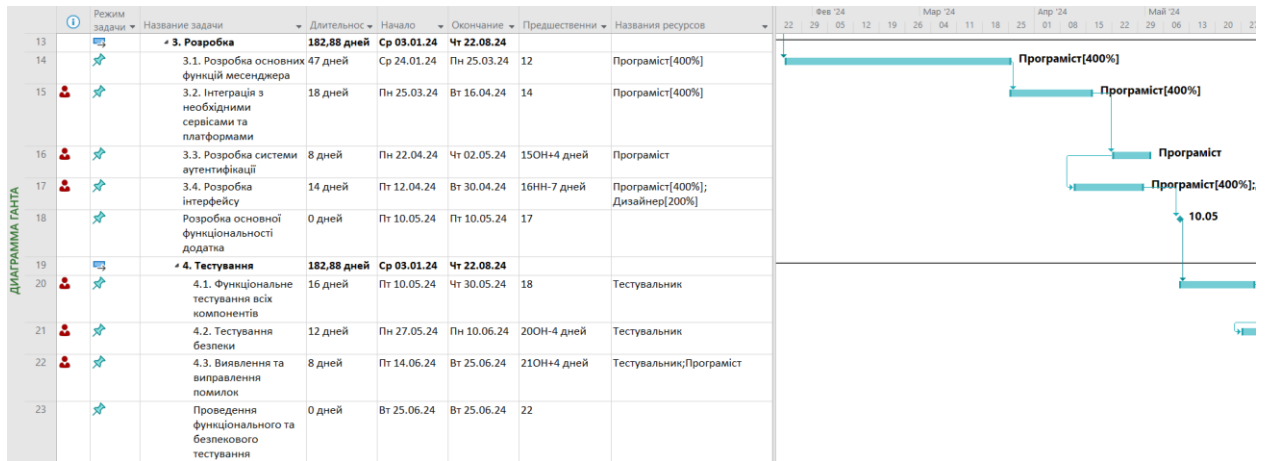 Режим
задачи
Название задачи
Длительнос
Начало
Окончание
Предшественни
Названия ресурсов
Фев '24
Мар '24
Апр '24
Май '24
22 29 05 12 19 26 04 11 18 25 01 08 15 22 29 06 13 20 27
ДИАГРАММА ГАНТА
13 3. Розробка 182,88 дней Ср 03.01.24 Чт 22.08.24
14 3.1. Розробка основних 47 дней Ср 24.01.24 Пн 25.03.24 12 Програміст[400%]
функцій месенджера
Програміст[400%]
15 3.2. Інтеграція з 18 дней Пн 25.03.24 Вт 16.04.24 14 Програміст[400%]
необхідними
сервісами та
платформами
Програміст[400%]
16 3.3. Розробка системи 8 дней Пн 22.04.24 Чт 02.05.24 15ОН+4 дней Програміст
аутентифікації
Програміст
17 3.4. Розробка 14 дней Пт 12.04.24 Вт 30.04.24 16НН-7 дней Програміст[400%];
інтерфейсу Дизайнер[200%]
Програміст[400%];
18 Розробка основної 0 дней Пт 10.05.24 Пт 10.05.24 17
функціональності
додатка
10.05
19 4. Тестування 182,88 дней Ср 03.01.24 Чт 22.08.24
20 4.1. Функціональне 16 дней Пт 10.05.24 Чт 30.05.24 18 Тестувальник
тестування всіх
компонентів
21 4.2. Тестування 12 дней Пн 27.05.24 Пн 10.06.24 20ОН-4 дней Тестувальник
безпеки
22 4.3. Виявлення та 8 дней Пт 14.06.24 Вт 25.06.24 21ОН+4 дней Тестувальник;Програміст
виправлення
помилок
23 Проведення 0 дней Вт 25.06.24 Вт 25.06.24 22
функціонального та
безпекового
тестування